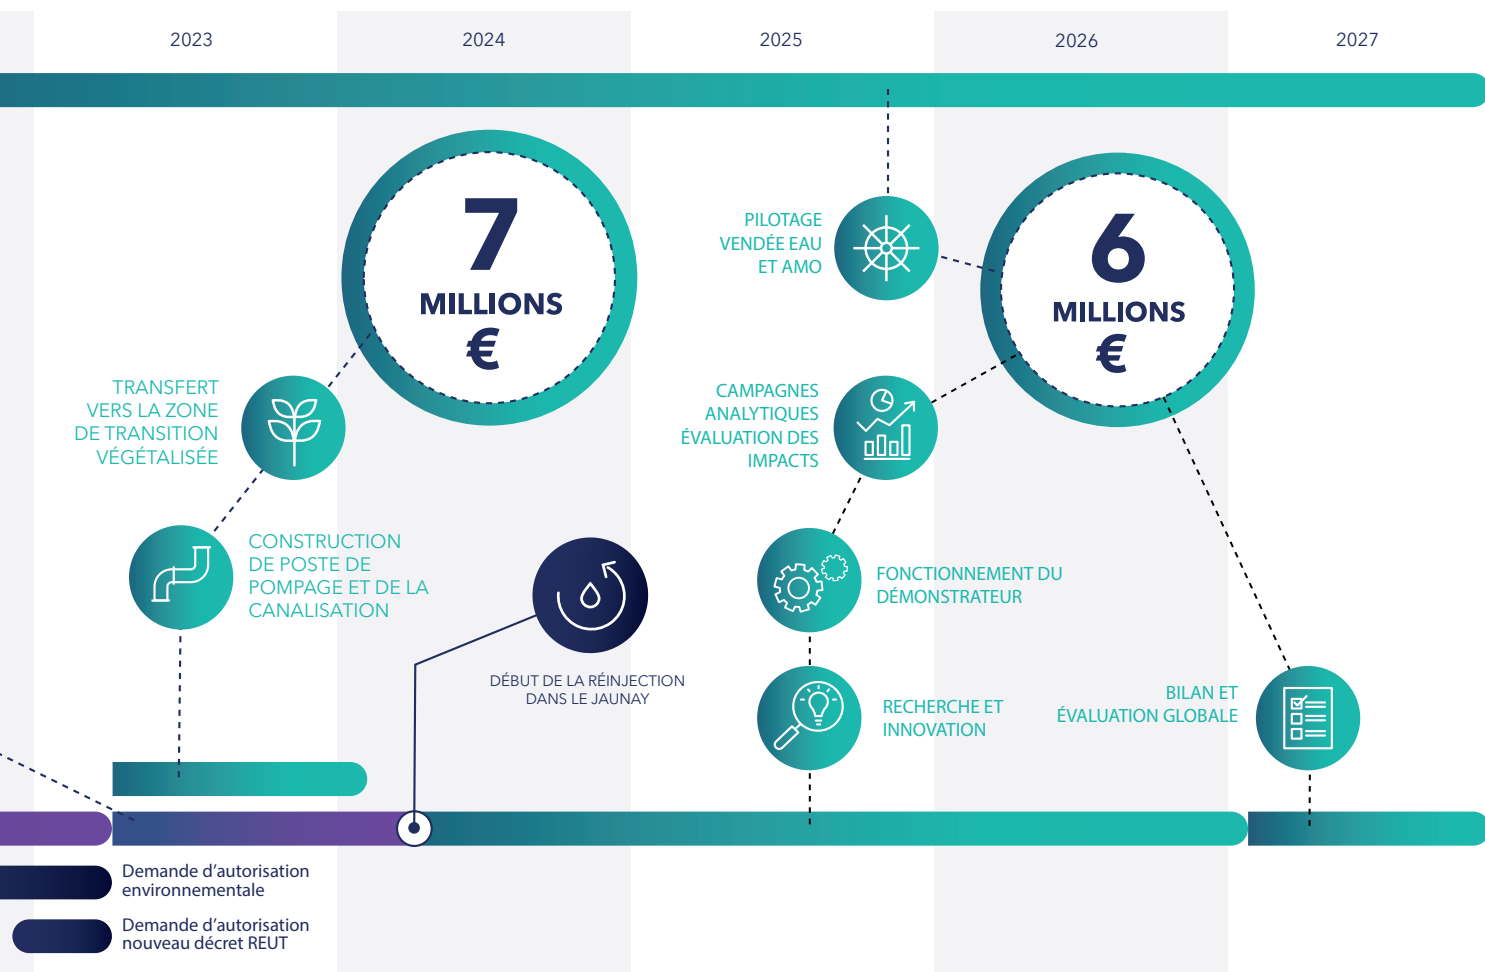 2023
2024
2025
2026
2027
7
MILLIONS
€
PILOTAGE
VENDÉE EAU
ET AMO
6
MILLIONS
€
TRANSFERT
VERS LA ZONE
DE TRANSITION
VÉGÉTALISÉE
CAMPAGNES
ANALYTIQUES
ÉVALUATION DES
IMPACTS
CONSTRUCTION
DE POSTE DE
POMPAGE ET DE LA
CANALISATION
FONCTIONNEMENT DU
DÉMONSTRATEUR
DÉBUT DE LA RÉINJECTION
DANS LE JAUNAY
RECHERCHE ET
INNOVATION
BILAN ET
ÉVALUATION GLOBALE
Demande d'autorisation
environnementale
Demande d'autorisation
nouveau décret REUT